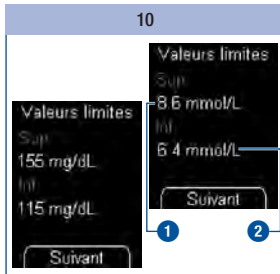 10
Valeurs limites
Sup.
155 mg/dL
Inf.
115 mg/dL
Suivant
Valeurs limites
Sup.
8.6 mmol/L
Inf.
6.4 mmol/L
Suivant
1
2